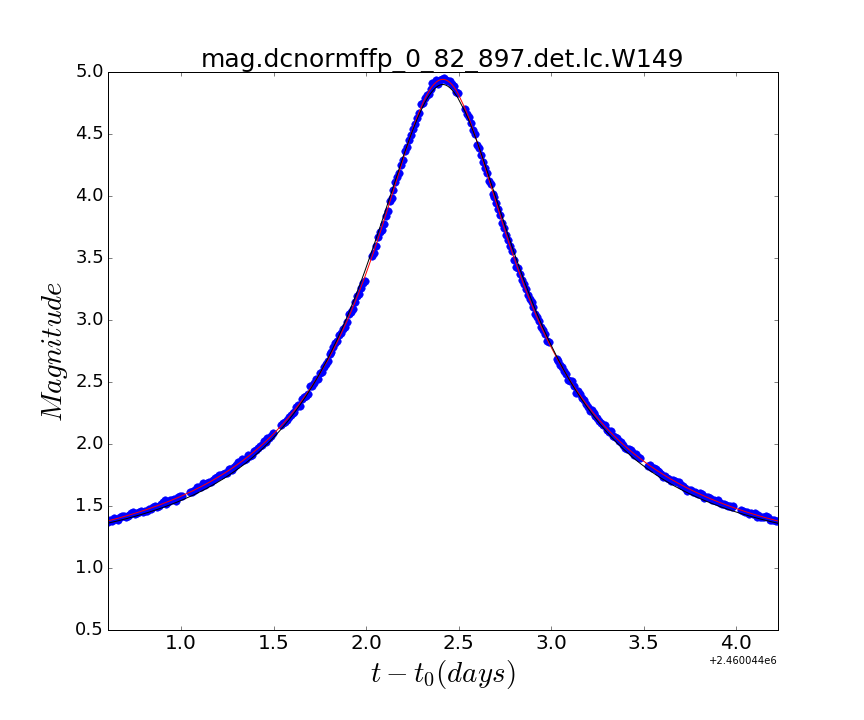 mag.dcnormffp_0_82_897.det.lc.W149
5.0
4.5
4.0
3.5
3.0
2.5
2.0
1.5
1.0
0.5
Magnitude
1.0 1.5 2.0 2.5 3.0 3.5 4.0
+2.460044e6
t − t₀(days)